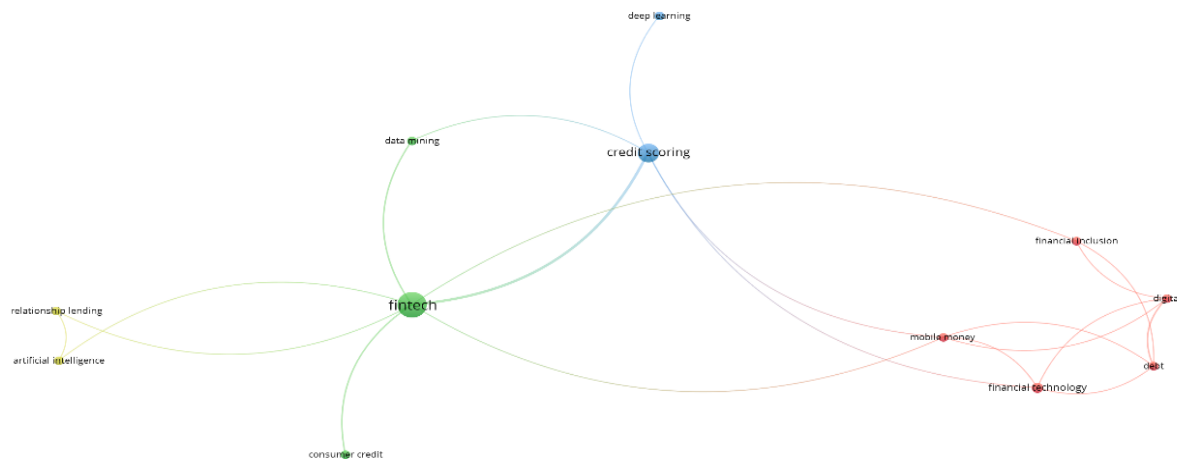 deep learning
data mining
credit scoring
financial inclusion
digital
fintech
relationship lending
mobile money
artificial intelligence
debt
financial technology
consumer credit